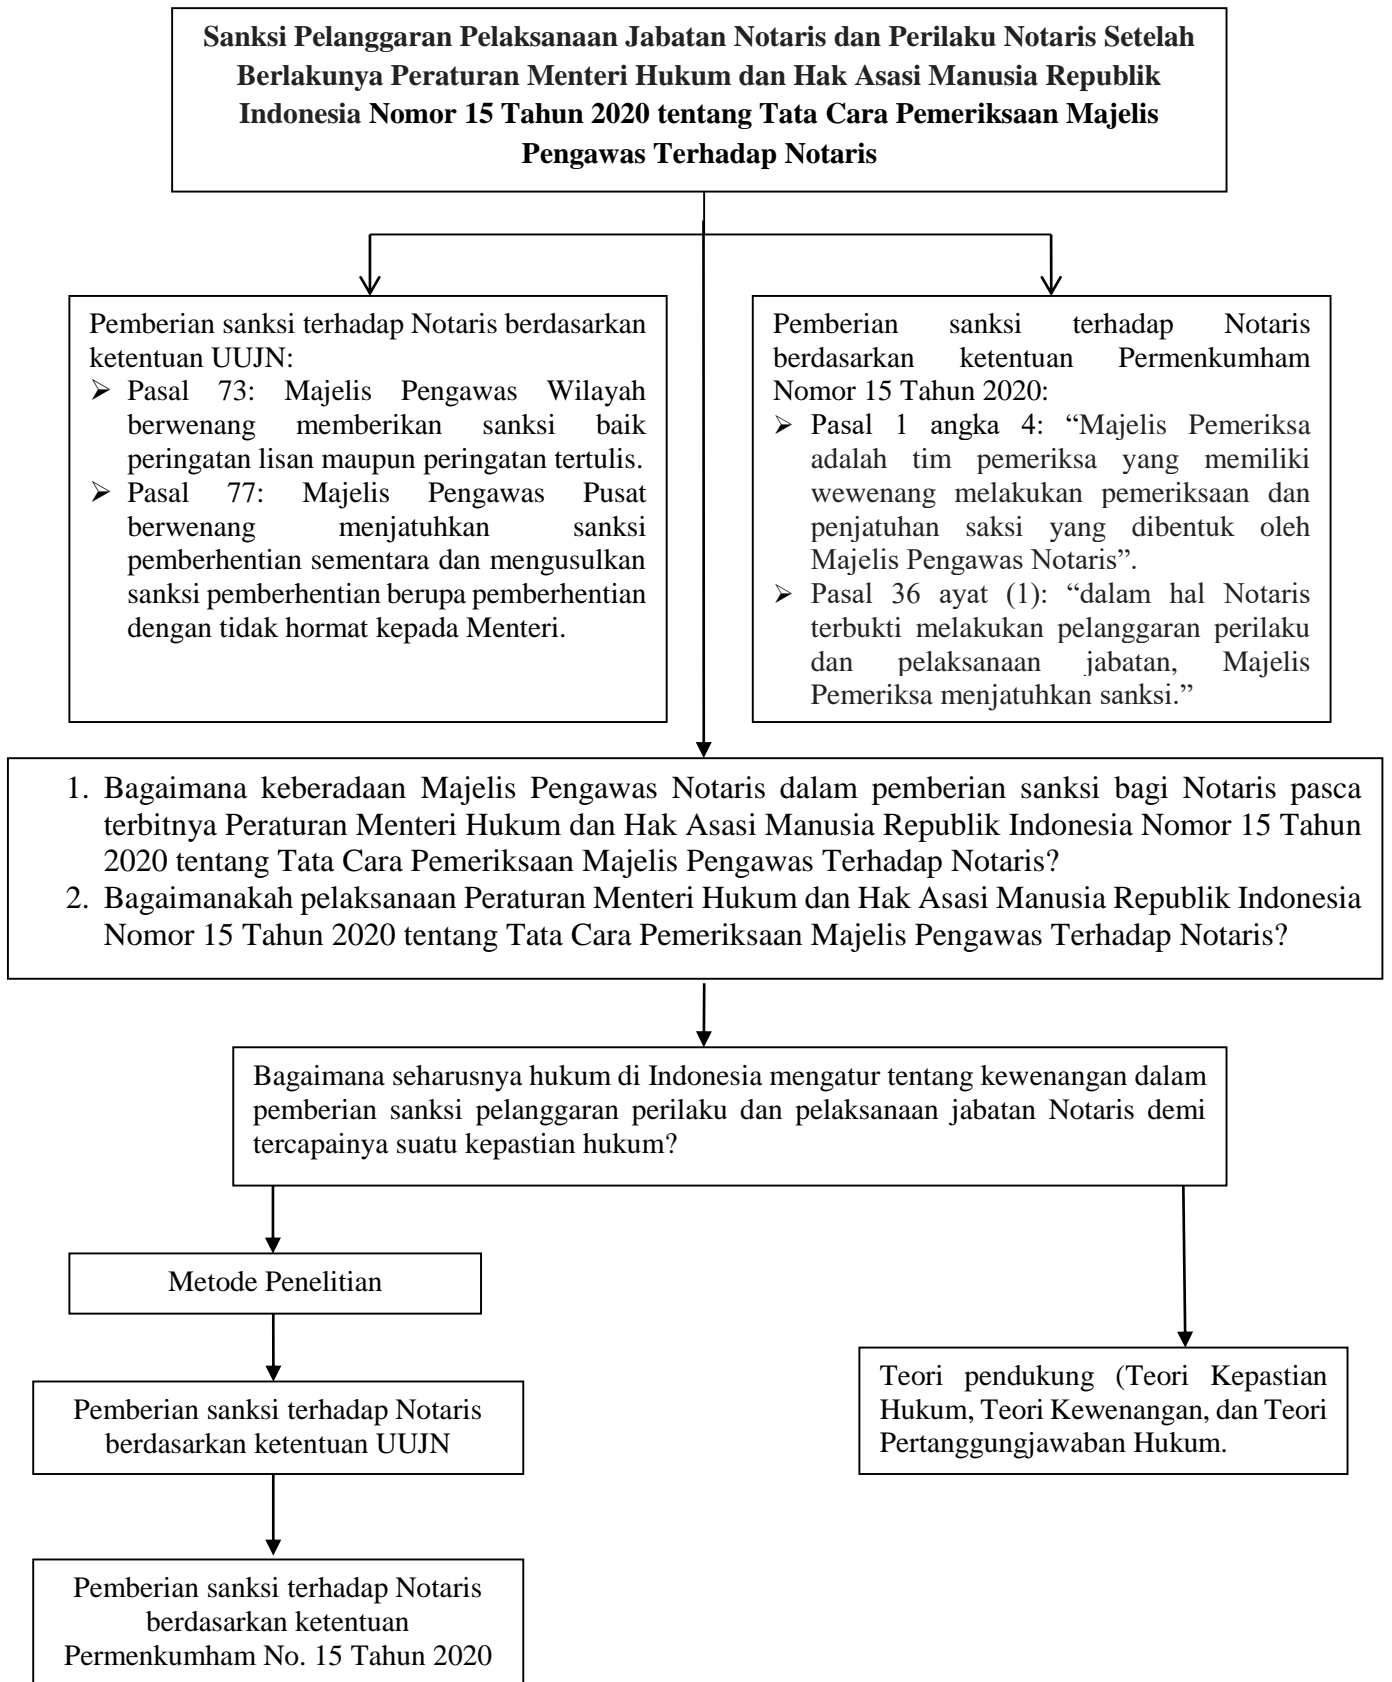 Sanksi Pelanggaran Pelaksanaan Jabatan Notaris dan Perilaku Notaris Setelah
Berlakunya Peraturan Menteri Hukum dan Hak Asasi Manusia Republik
Indonesia Nomor 15 Tahun 2020 tentang Tata Cara Pemeriksaan Majelis
Pengawas Terhadap Notaris
Pemberian sanksi terhadap Notaris berdasarkan
ketentuan UUJN:
➢ Pasal 73: Majelis Pengawas Wilayah
berwenang memberikan sanksi baik
peringatan lisan maupun peringatan tertulis.
➢ Pasal 77: Majelis Pengawas Pusat
berwenang menjatuhkan sanksi
pemberhentian sementara dan mengusulkan
sanksi pemberhentian berupa pemberhentian
dengan tidak hormat kepada Menteri.
Pemberian sanksi terhadap Notaris
berdasarkan ketentuan Permenkumham
Nomor 15 Tahun 2020:
➢ Pasal 1 angka 4: “Majelis Pemeriksa
adalah tim pemeriksa yang memiliki
wewenang melakukan pemeriksaan dan
penjatuhan saksi yang dibentuk oleh
Majelis Pengawas Notaris”.
➢ Pasal 36 ayat (1): “dalam hal Notaris
terbukti melakukan pelanggaran perilaku
dan pelaksanaan jabatan, Majelis
Pemeriksa menjatuhkan sanksi.”
1. Bagaimana keberadaan Majelis Pengawas Notaris dalam pemberian sanksi bagi Notaris pasca
terbitnya Peraturan Menteri Hukum dan Hak Asasi Manusia Republik Indonesia Nomor 15 Tahun
2020 tentang Tata Cara Pemeriksaan Majelis Pengawas Terhadap Notaris?
2. Bagaimanakah pelaksanaan Peraturan Menteri Hukum dan Hak Asasi Manusia Republik Indonesia
Nomor 15 Tahun 2020 tentang Tata Cara Pemeriksaan Majelis Pengawas Terhadap Notaris?
Bagaimana seharusnya hukum di Indonesia mengatur tentang kewenangan dalam
pemberian sanksi pelanggaran perilaku dan pelaksanaan jabatan Notaris demi
tercapainya suatu kepastian hukum?
Metode Penelitian
Pemberian sanksi terhadap Notaris
berdasarkan ketentuan UUJN
Pemberian sanksi terhadap Notaris
berdasarkan ketentuan
Permenkumham No. 15 Tahun 2020
Teori pendukung (Teori Kepastian
Hukum, Teori Kewenangan, dan Teori
Pertanggungjawaban Hukum.